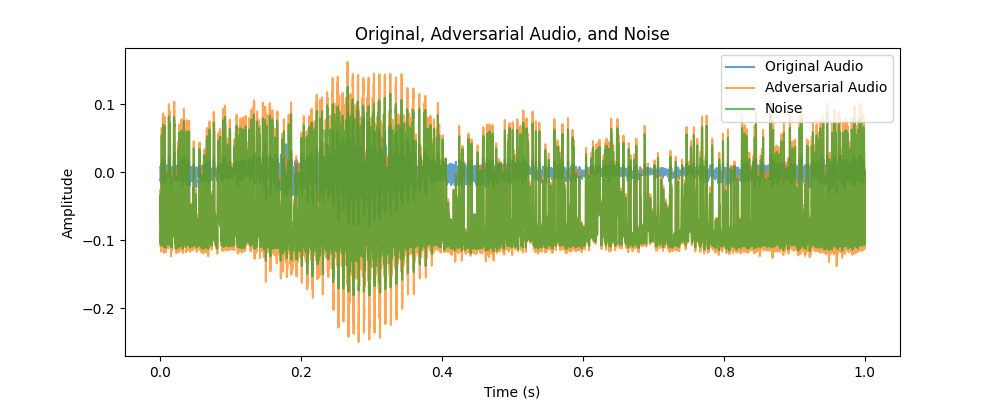 Original, Adversarial Audio, and Noise
Original Audio
Adversarial Audio
Noise
Amplitude
0.1
0.0
−0.1
−0.2
0.0 0.2 0.4 0.6 0.8 1.0
Time (s)